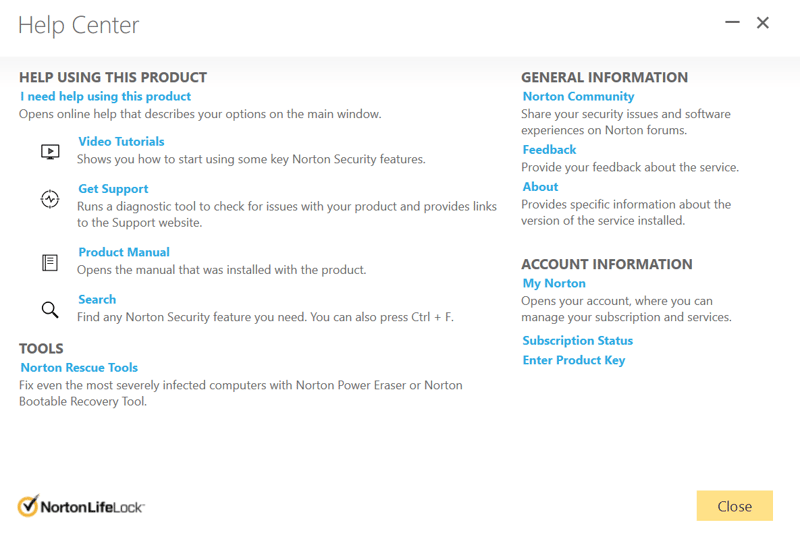 Help Center
HELP USING THIS PRODUCT
I need help using this product
Opens online help that describes your options on the main window.
Video Tutorials
Shows you how to start using some key Norton Security features.
Get Support
Runs a diagnostic tool to check for issues with your product and provides links
to the Support website.
Product Manual
Opens the manual that was installed with the product.
Search
Find any Norton Security feature you need. You can also press Ctrl + F.
TOOLS
Norton Rescue Tools
Fix even the most severely infected computers with Norton Power Eraser or Norton
Bootable Recovery Tool.
GENERAL INFORMATION
Norton Community
Share your security issues and software
experiences on Norton forums.
Feedback
Provide your feedback about the service.
About
Provides specific information about the
version of the service installed.
ACCOUNT INFORMATION
My Norton
Opens your account, where you can
manage your subscription and services.
Subscription Status
Enter Product Key
NortonLifeLock
Close